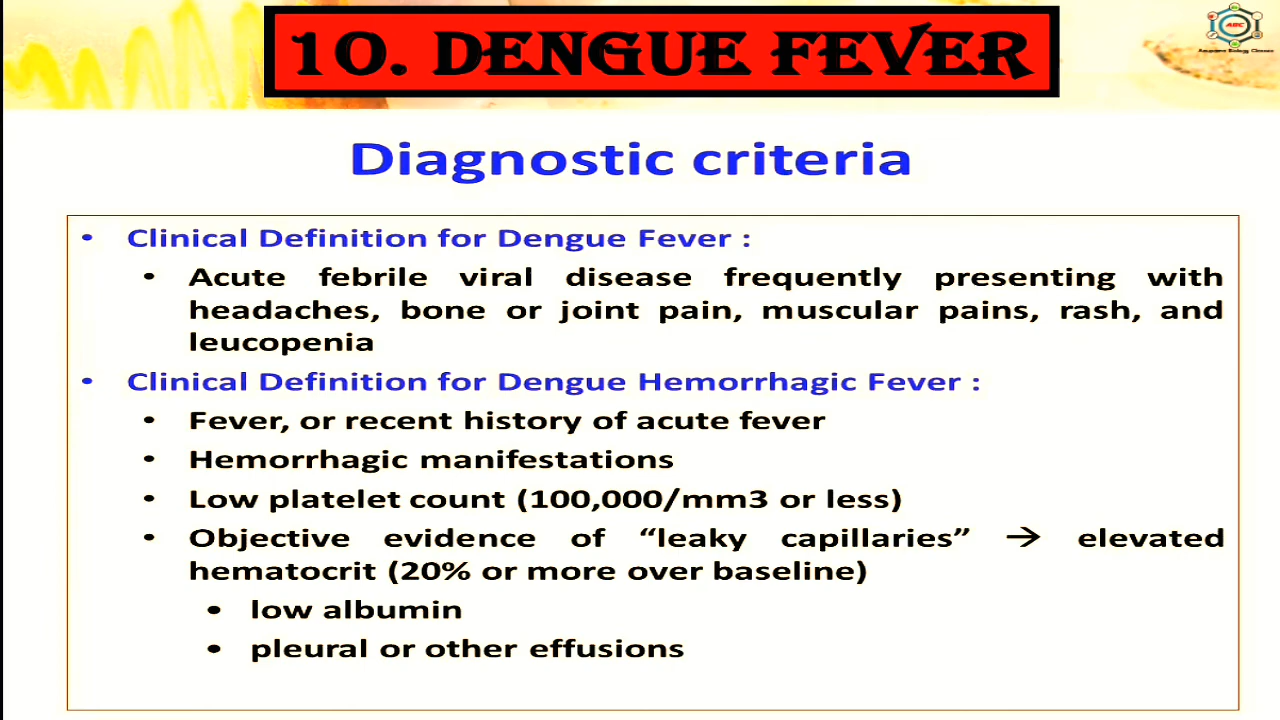 10. DENGUE FEVER
ABC
Diagnostic criteria
• Clinical Definition for Dengue Fever :
• Acute febrile viral disease frequently presenting with
headaches, bone or joint pain, muscular pains, rash, and
leucopenia
• Clinical Definition for Dengue Hemorrhagic Fever :
• Fever, or recent history of acute fever
• Hemorrhagic manifestations
• Low platelet count (100,000/mm3 or less)
• Objective evidence of “leaky capillaries” → elevated
hematocrit (20% or more over baseline)
• low albumin
• pleural or other effusions